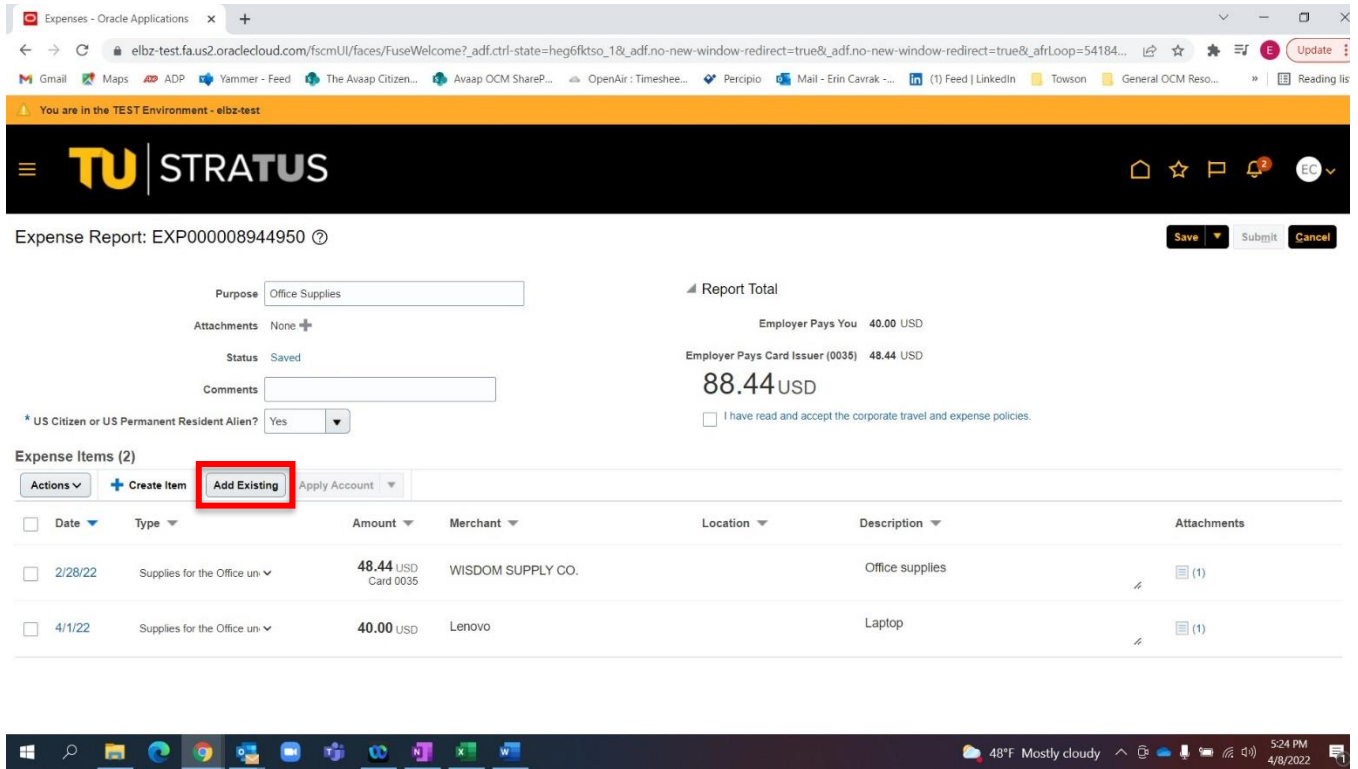 Expenses - Oracle Applications
elbz-test.fa.us2.oraclecloud.com/fscmUI/faces/FuseWelcome?_adf.ctrl-state=heg6fktso_1&_adf.no-new-window-redirect=true&_adf.no-new-window-redirect=true&_afrLoop=54184... E Update
Gmail Maps ADP Yammer - Feed The Avaap Citizen... Avaap OCM ShareP... OpenAir : Timeshee... Percipio Mail - Erin Cavrak -... (1) Feed | LinkedIn Towson General OCM Reso... » Reading lis
You are in the TEST Environment - elbz-test
TU STRATUS 2 EC
Expense Report: EXP000008944950 Save Submit Cancel
Purpose Office Supplies
Attachments None
Status Saved
Comments
* US Citizen or US Permanent Resident Alien? Yes
Report Total
Employer Pays You 40.00 USD
Employer Pays Card Issuer (0035) 48.44 USD
88.44 USD
I have read and accept the corporate travel and expense policies.
Expense Items (2)
Actions Create Item Add Existing Apply Account
Date Type Amount Merchant Location Description Attachments
2/28/22 Supplies for the Office un 48.44 USD WISDOM SUPPLY CO. Office supplies (1)
Card 0035
4/1/22 Supplies for the Office un 40.00 USD Lenovo Laptop (1)
48°F Mostly cloudy 5:24 PM
4/8/2022 1